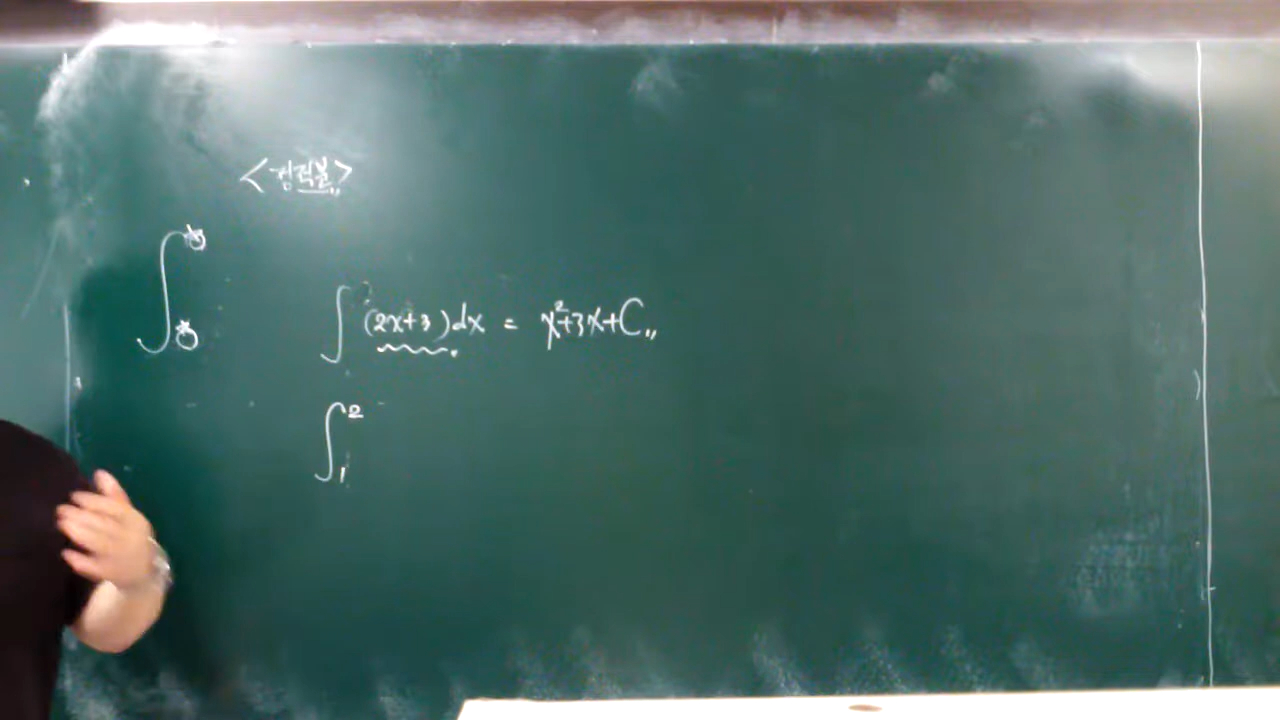 <정적분>
∫ (2x+3)dx = x²+3x+C
∫₁²